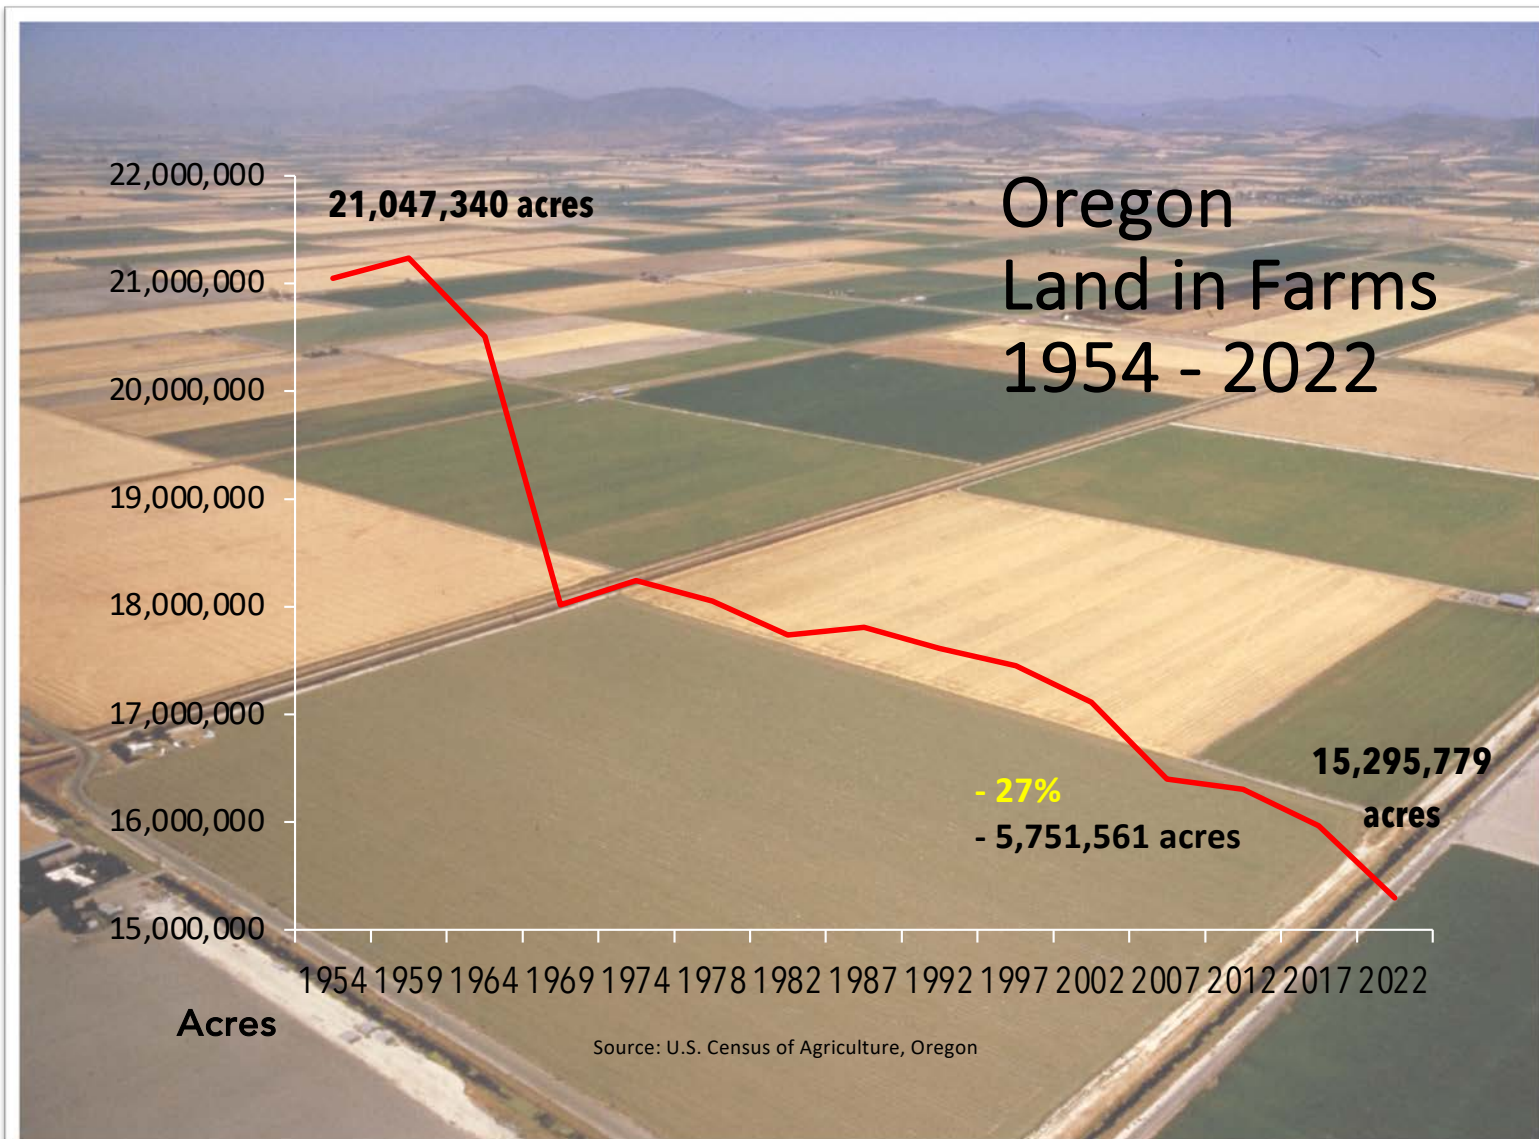 Oregon
Land in Farms
1954 - 2022
22,000,000
21,000,000
20,000,000
19,000,000
18,000,000
17,000,000
16,000,000
15,000,000
21,047,340 acres
15,295,779
acres
- 27%
- 5,751,561 acres
1954 1959 1964 1969 1974 1978 1982 1987 1992 1997 2002 2007 2012 2017 2022
Acres
Source: U.S. Census of Agriculture, Oregon